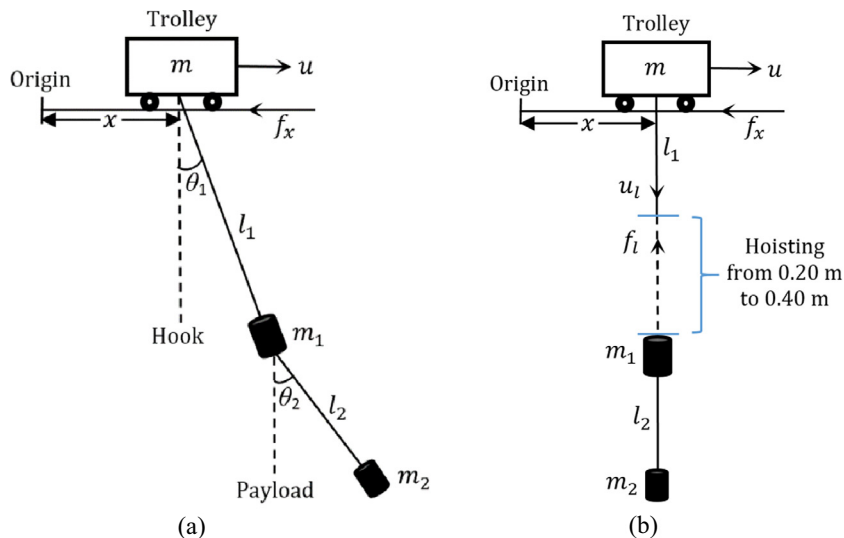 Trolley
m
u
Origin
x
f_x
θ_1
l_1
Hook
m_1
θ_2
l_2
Payload
m_2
(a)
Trolley
m
u
Origin
x
f_x
l_1
u_l
f_l
Hoisting
from 0.20 m
to 0.40 m
m_1
l_2
m_2
(b)